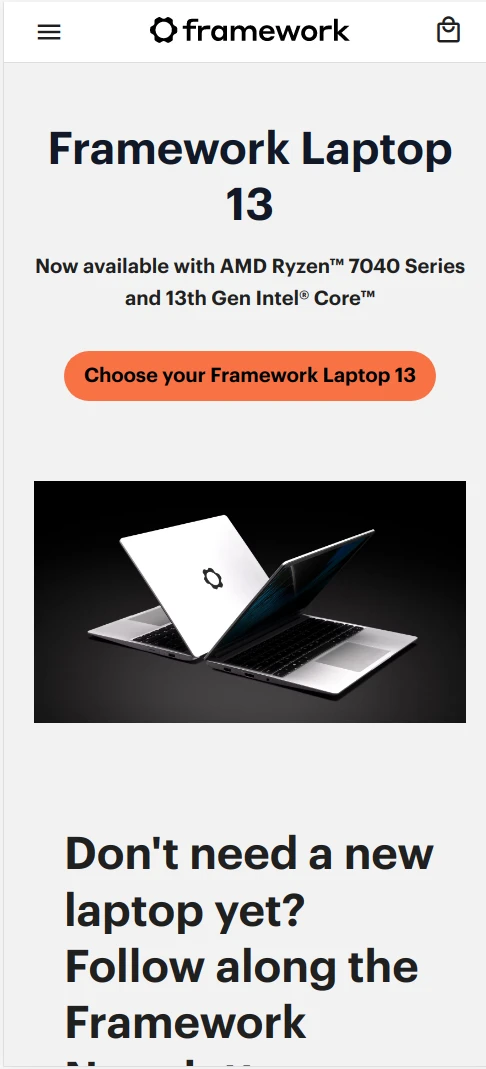 framework
Framework Laptop
13
Now available with AMD Ryzen™ 7040 Series
and 13th Gen Intel® Core™
Choose your Framework Laptop 13
Don't need a new
laptop yet?
Follow along the
Framework